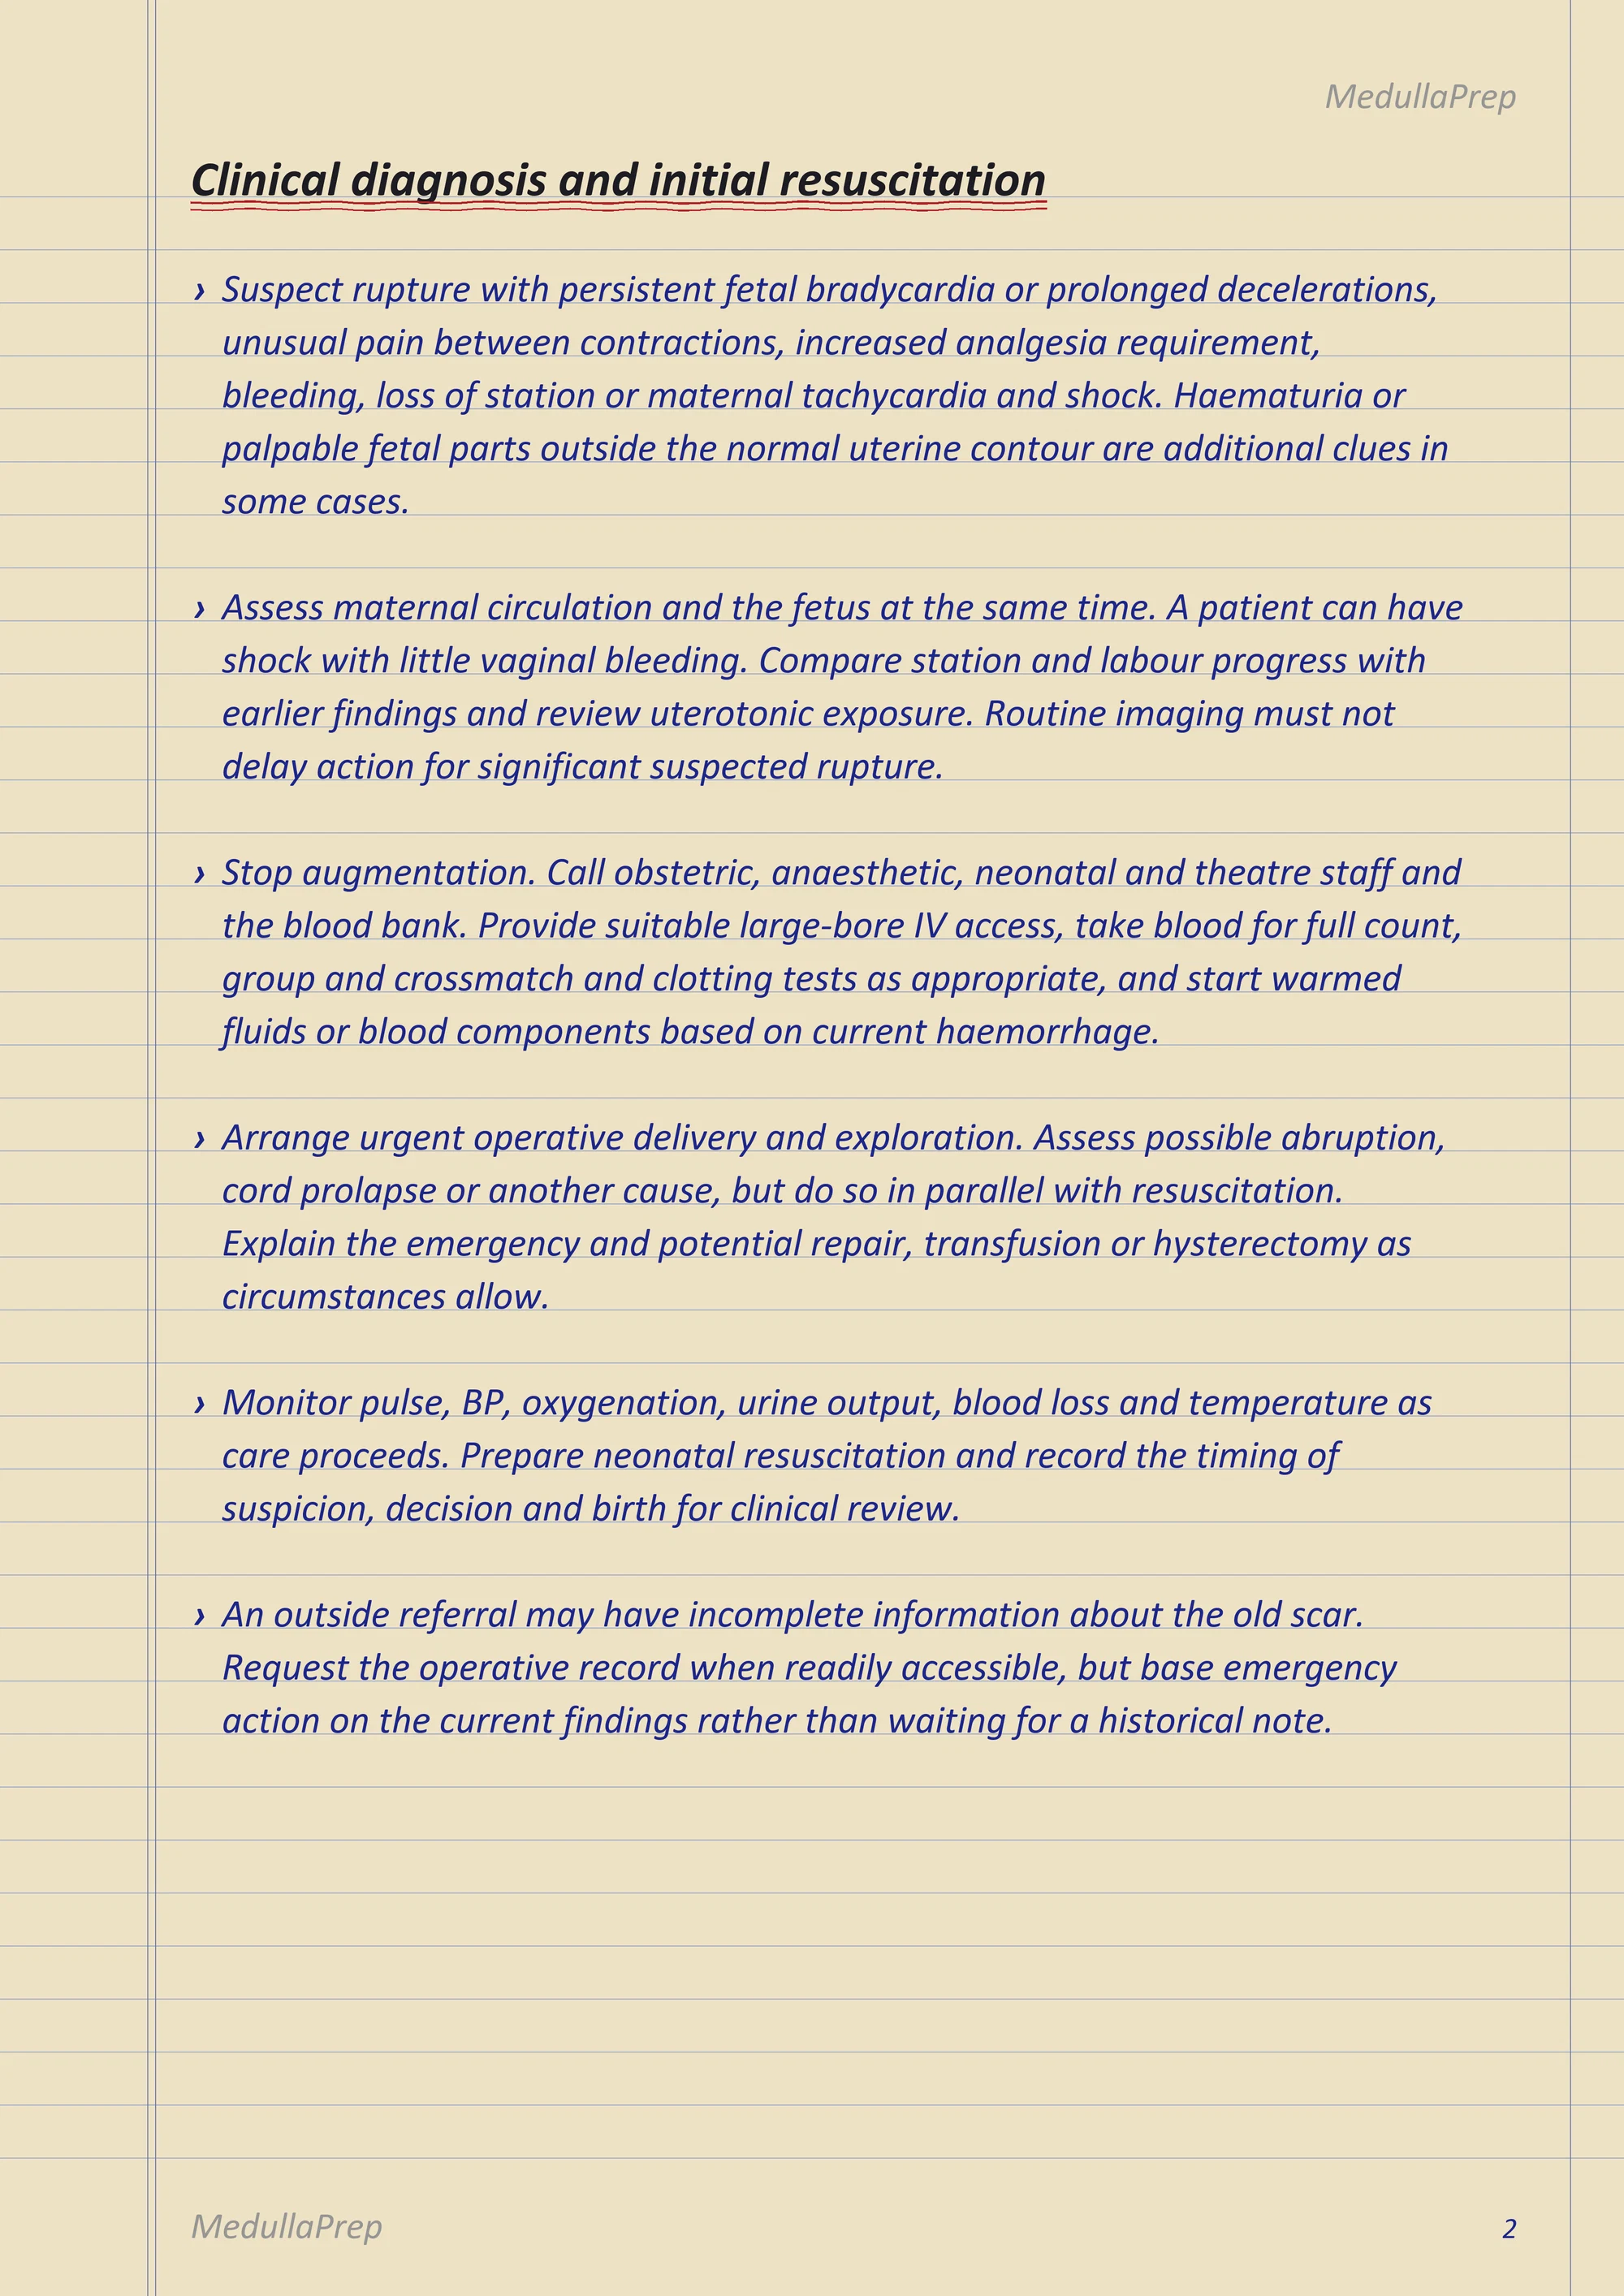 MedullaPrep
Clinical diagnosis and initial resuscitation
› Suspect rupture with persistent fetal bradycardia or prolonged decelerations,
unusual pain between contractions, increased analgesia requirement,
bleeding, loss of station or maternal tachycardia and shock. Haematuria or
palpable fetal parts outside the normal uterine contour are additional clues in
some cases.
› Assess maternal circulation and the fetus at the same time. A patient can have
shock with little vaginal bleeding. Compare station and labour progress with
earlier findings and review uterotonic exposure. Routine imaging must not
delay action for significant suspected rupture.
› Stop augmentation. Call obstetric, anaesthetic, neonatal and theatre staff and
the blood bank. Provide suitable large-bore IV access, take blood for full count,
group and crossmatch and clotting tests as appropriate, and start warmed
fluids or blood components based on current haemorrhage.
› Arrange urgent operative delivery and exploration. Assess possible abruption,
cord prolapse or another cause, but do so in parallel with resuscitation.
Explain the emergency and potential repair, transfusion or hysterectomy as
circumstances allow.
› Monitor pulse, BP, oxygenation, urine output, blood loss and temperature as
care proceeds. Prepare neonatal resuscitation and record the timing of
suspicion, decision and birth for clinical review.
› An outside referral may have incomplete information about the old scar.
Request the operative record when readily accessible, but base emergency
action on the current findings rather than waiting for a historical note.
MedullaPrep
2